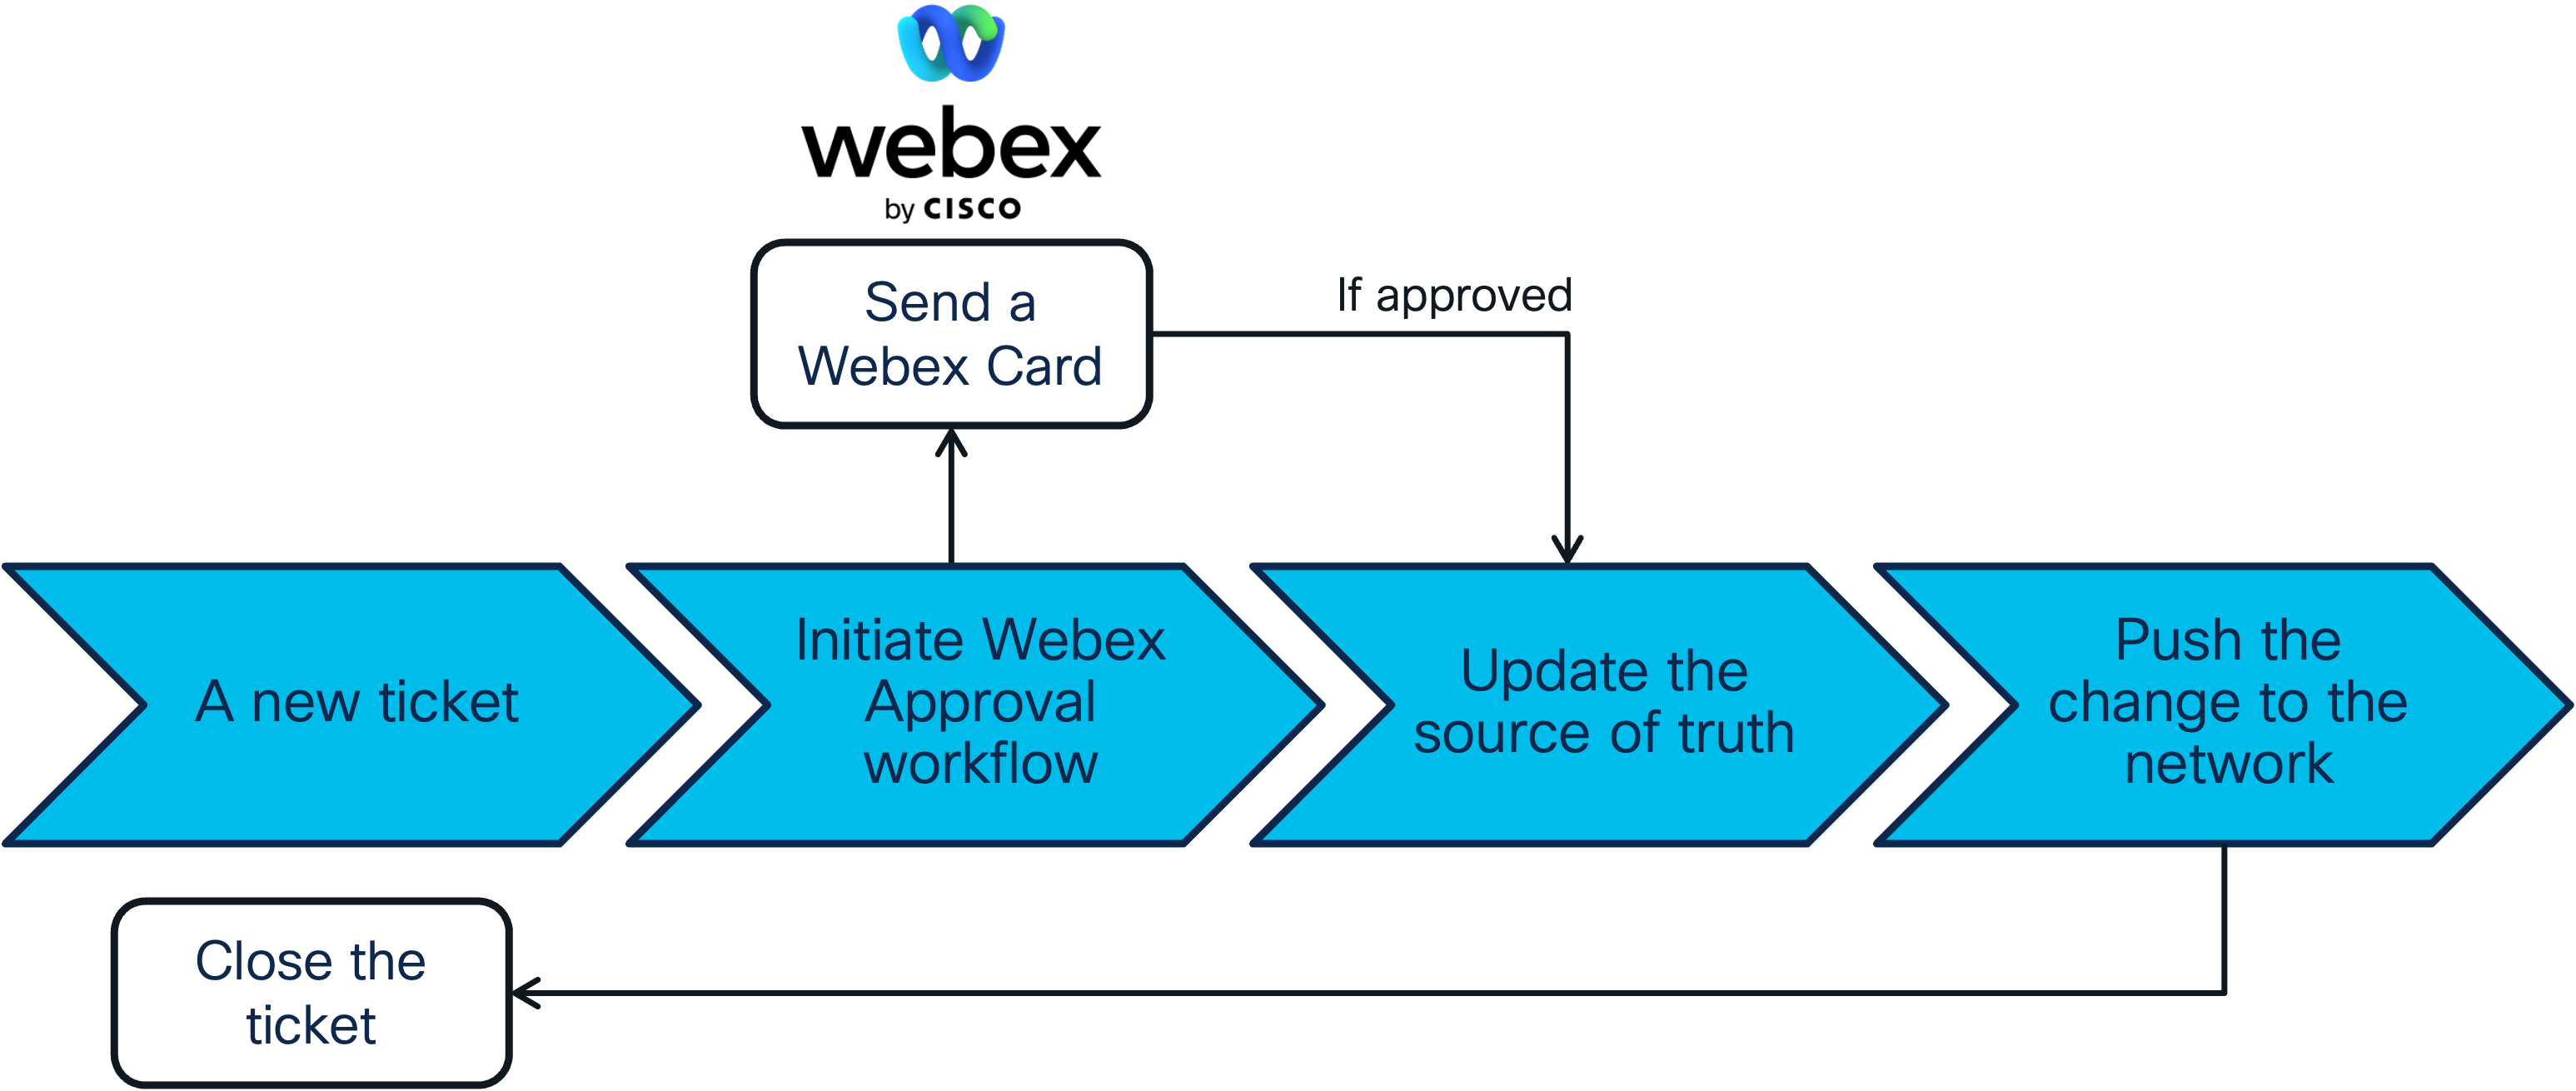 webex
by CISCO
Send a
Webex Card
If approved
A new ticket
Initiate Webex
Approval
workflow
Update the
source of truth
Push the
change to the
network
Close the
ticket